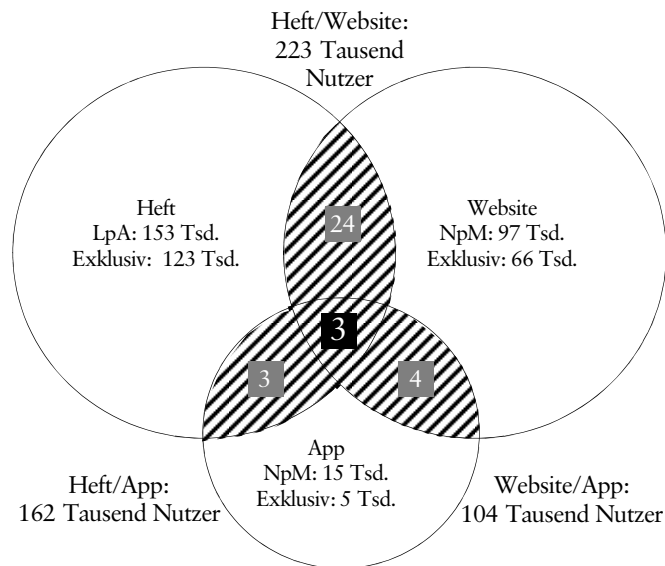 Heft/Website:
223 Tausend
Nutzer
Heft
LpA: 153 Tsd.
Exklusiv: 123 Tsd.
24
Website
NpM: 97 Tsd.
Exklusiv: 66 Tsd.
3
3
4
App
NpM: 15 Tsd.
Exklusiv: 5 Tsd.
Heft/App:
162 Tausend Nutzer
Website/App:
104 Tausend Nutzer